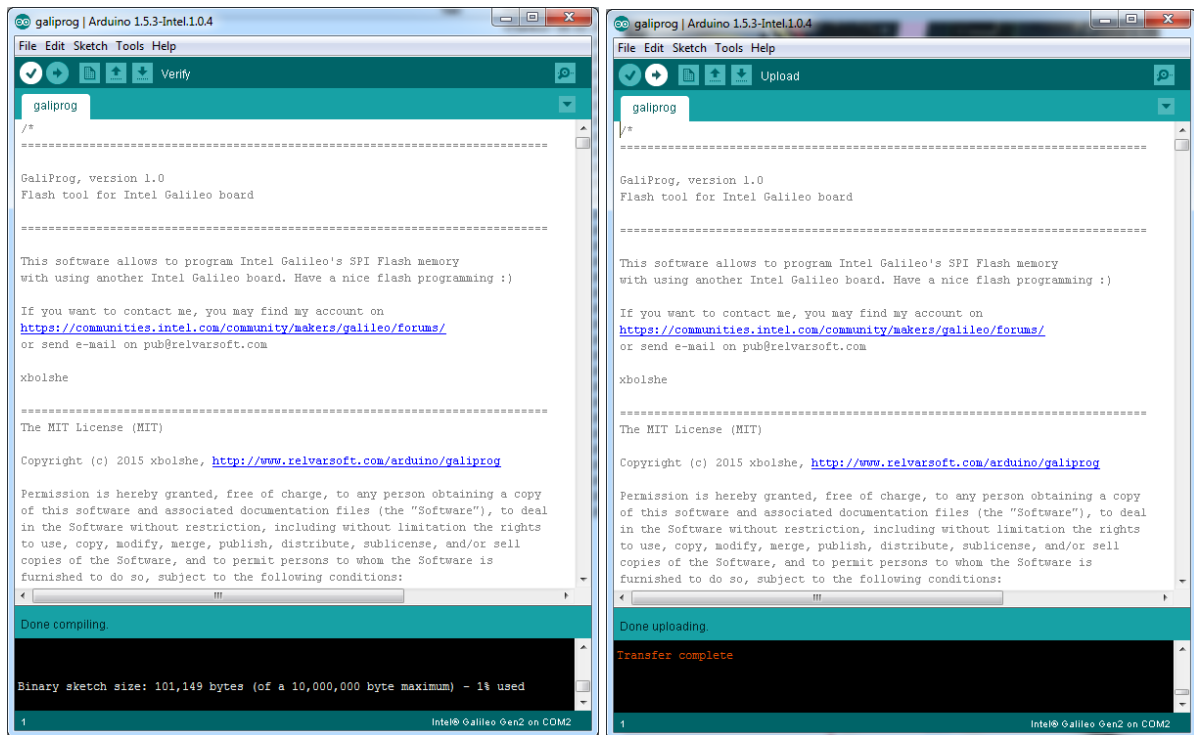 galiprog | Arduino 1.5.3-Intel.1.0.4
File Edit Sketch Tools Help
Verify
galiprog
/*
==============================================================================
GaliProg, version 1.0
Flash tool for Intel Galileo board
==============================================================================
This software allows to program Intel Galileo's SPI Flash memory
with using another Intel Galileo board. Have a nice flash programming :)
If you want to contact me, you may find my account on
https://communities.intel.com/community/makers/galileo/forums/
or send e-mail on pub@relvarsoft.com
xbolshe
==============================================================================
The MIT License (MIT)
Copyright (c) 2015 xbolshe, http://www.relvarsoft.com/arduino/galiprog
Permission is hereby granted, free of charge, to any person obtaining a copy
of this software and associated documentation files (the "Software"), to deal
in the Software without restriction, including without limitation the rights
to use, copy, modify, merge, publish, distribute, sublicense, and/or sell
copies of the Software, and to permit persons to whom the Software is
furnished to do so, subject to the following conditions:
Done compiling.
Binary sketch size: 101,149 bytes (of a 10,000,000 byte maximum) - 1% used
1 Intel® Galileo Gen2 on COM2
galiprog | Arduino 1.5.3-Intel.1.0.4
File Edit Sketch Tools Help
Upload
galiprog
/*
==============================================================================
GaliProg, version 1.0
Flash tool for Intel Galileo board
==============================================================================
This software allows to program Intel Galileo's SPI Flash memory
with using another Intel Galileo board. Have a nice flash programming :)
If you want to contact me, you may find my account on
https://communities.intel.com/community/makers/galileo/forums/
or send e-mail on pub@relvarsoft.com
xbolshe
==============================================================================
The MIT License (MIT)
Copyright (c) 2015 xbolshe, http://www.relvarsoft.com/arduino/galiprog
Permission is hereby granted, free of charge, to any person obtaining a copy
of this software and associated documentation files (the "Software"), to deal
in the Software without restriction, including without limitation the rights
to use, copy, modify, merge, publish, distribute, sublicense, and/or sell
copies of the Software, and to permit persons to whom the Software is
furnished to do so, subject to the following conditions:
Done uploading.
Transfer complete
1 Intel® Galileo Gen2 on COM2